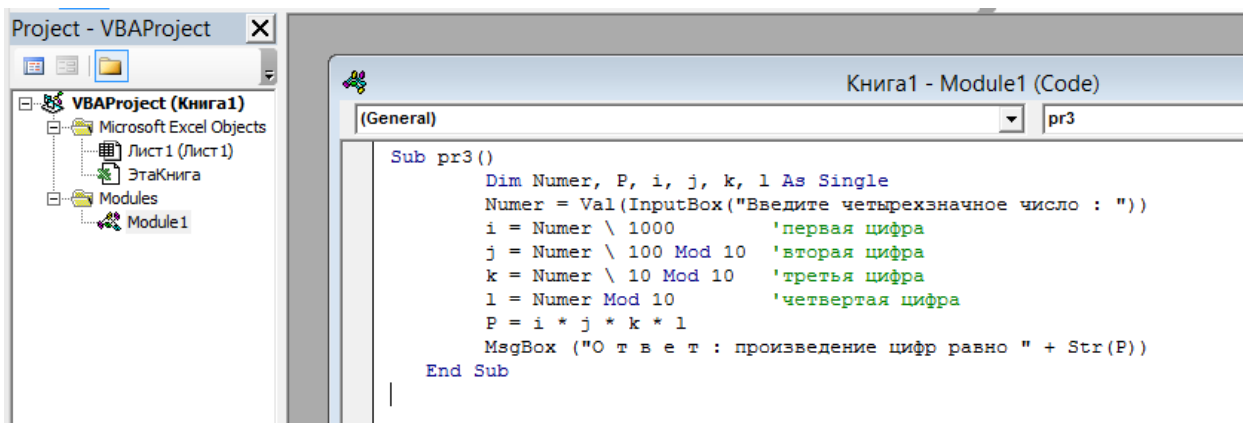 Project - VBAProject
VBAProject (Книга1)
Microsoft Excel Objects
Лист1 (Лист1)
ЭтаКнига
Modules
Module1
Книга1 - Module1 (Code)
(General)
pr3
Sub pr3()
Dim Numer, P, i, j, k, l As Single
Numer = Val(InputBox("Введите четырехзначное число : "))
i = Numer \ 1000 'первая цифра
j = Numer \ 100 Mod 10 'вторая цифра
k = Numer \ 10 Mod 10 'третья цифра
l = Numer Mod 10 'четвертая цифра
P = i * j * k * l
MsgBox ("О т в е т : произведение цифр равно " + Str(P))
End Sub